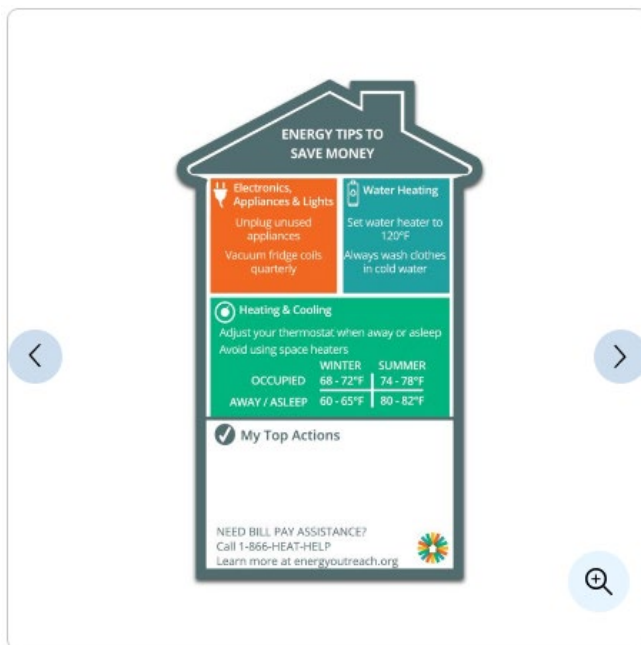 ENERGY TIPS TO
SAVE MONEY
Electronics,
Appliances & Lights
Unplug unused
appliances
Vacuum fridge coils
quarterly
Water Heating
Set water heater to
120°F
Always wash clothes
in cold water
Heating & Cooling
Adjust your thermostat when away or asleep
Avoid using space heaters
WINTER SUMMER
OCCUPIED 68 - 72°F 74 - 78°F
AWAY / ASLEEP 60 - 65°F 80 - 82°F
My Top Actions
NEED BILL PAY ASSISTANCE?
Call 1-866-HEAT-HELP
Learn more at energyoutreach.org